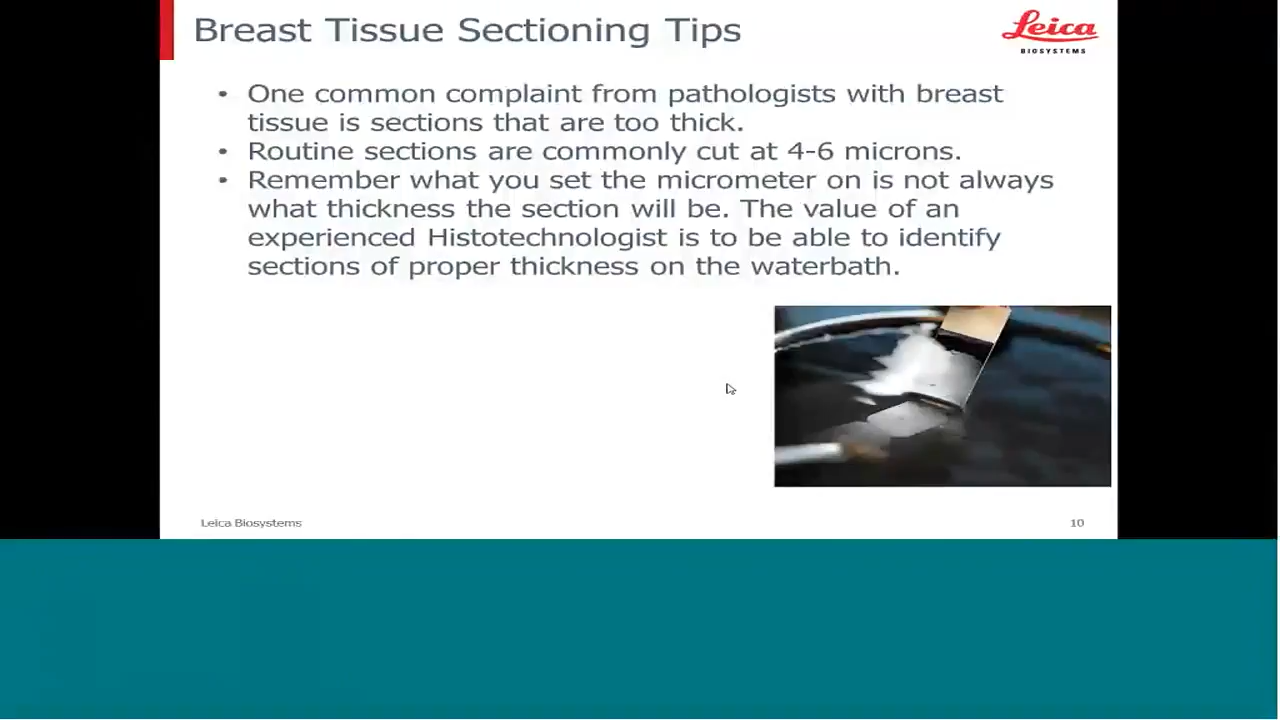 Breast Tissue Sectioning Tips
Leica
BIOSYSTEMS
• One common complaint from pathologists with breast
tissue is sections that are too thick.
• Routine sections are commonly cut at 4-6 microns.
• Remember what you set the micrometer on is not always
what thickness the section will be. The value of an
experienced Histotechnologist is to be able to identify
sections of proper thickness on the waterbath.
Leica Biosystems
10